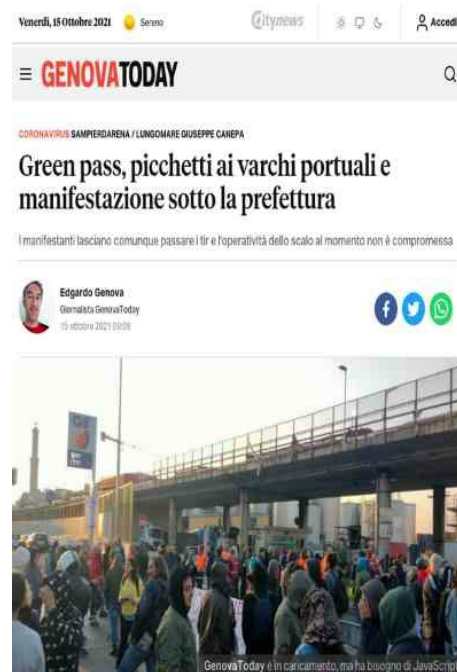 Venerdì, 15 Ottobre 2021 Sereno citynews Accedi
GENOVATODAY
CORONAVIRUS SAMPIERDARENA / LUNGOMARE GIUSEPPE CANEPA
Green pass, picchetti ai varchi portuali e
manifestazione sotto la prefettura
I manifestanti lasciano comunque passare i tir e l'operatività dello scalo al momento non è compromessa
Edgardo Genova
Giornalista GenovaToday
15 ottobre 2021 09:09
GenovaToday è in caricamento, ma ha bisogno di JavaScript